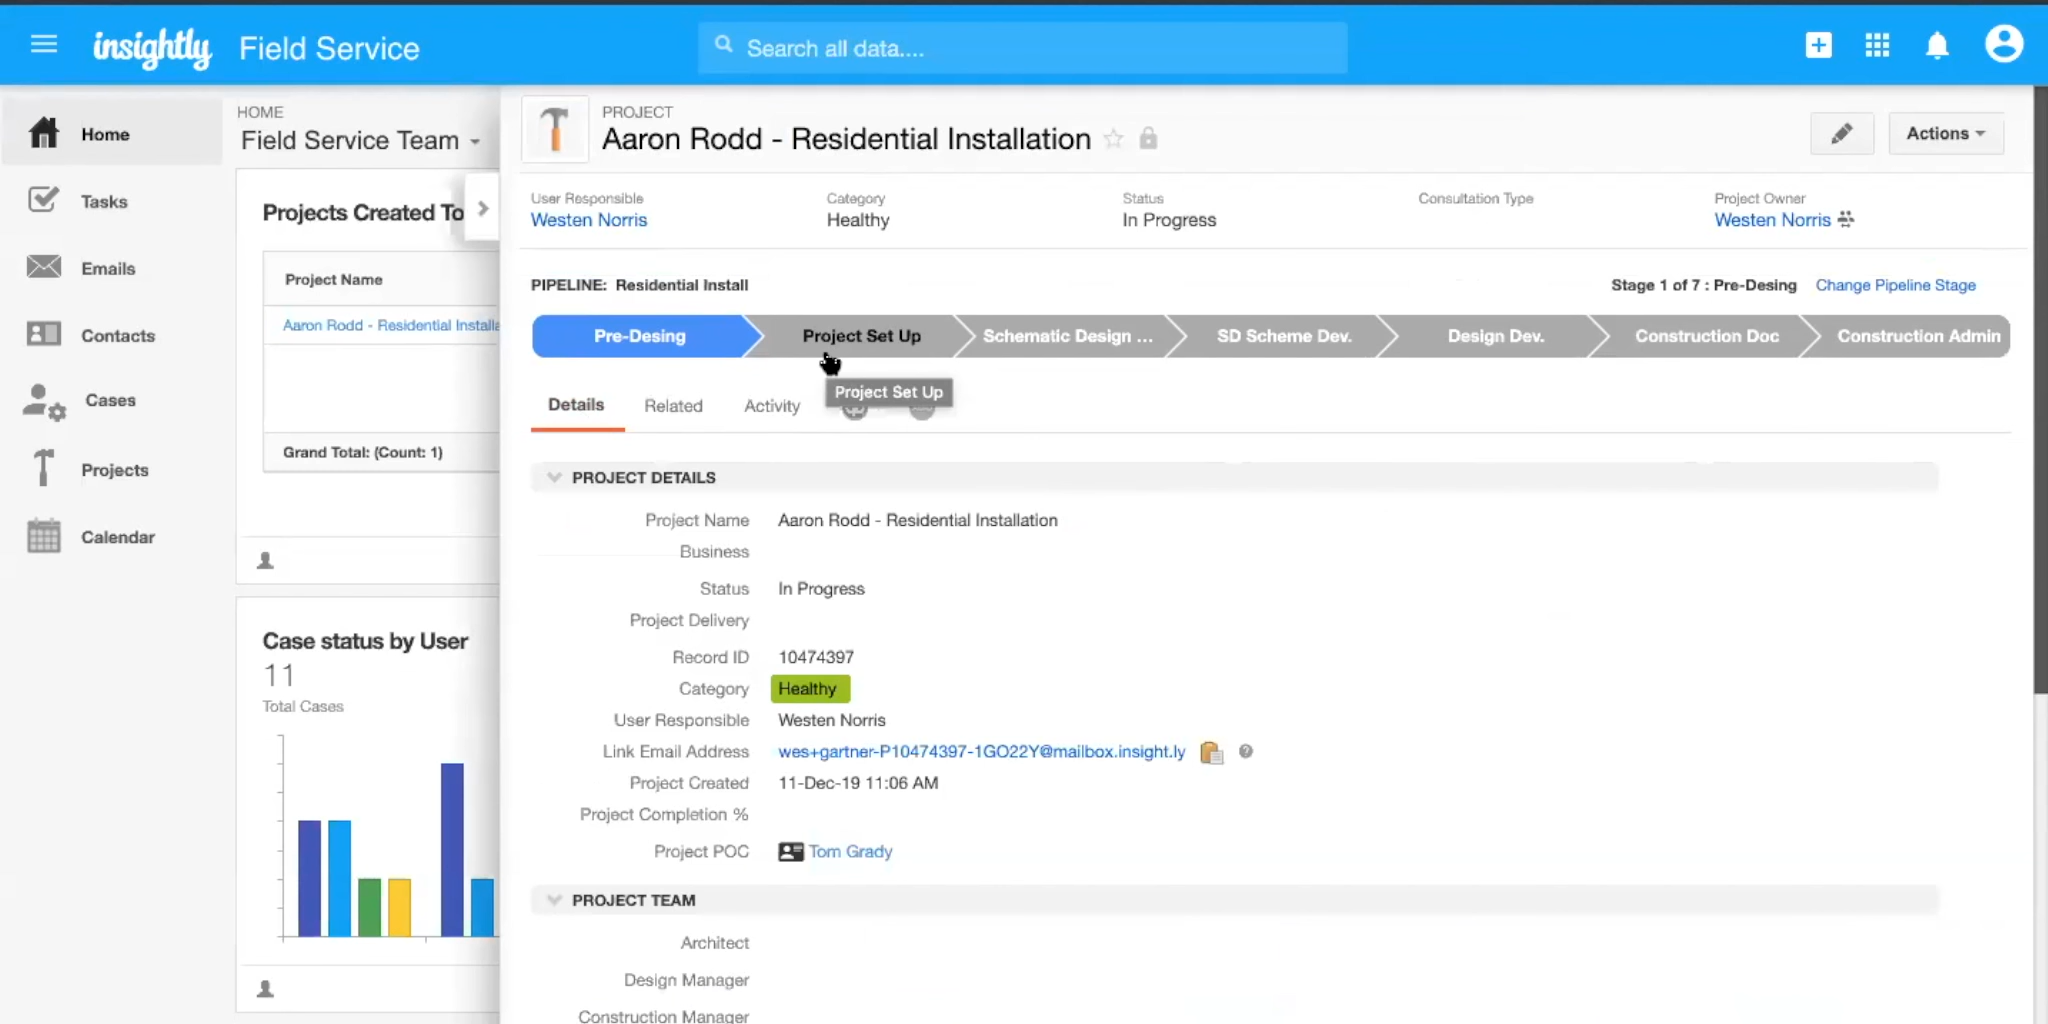 insightly Field Service
Search all data....
Home
Tasks
Emails
Contacts
Cases
Projects
Calendar
HOME
Field Service Team
Projects Created To
Project Name
Aaron Rodd - Residential Installa
Grand Total: (Count: 1)
Case status by User
11
Total Cases
PROJECT
Aaron Rodd - Residential Installation
Actions
User Responsible
Westen Norris
Category
Healthy
Status
In Progress
Consultation Type
Project Owner
Westen Norris
PIPELINE: Residential Install
Stage 1 of 7 : Pre-Desing Change Pipeline Stage
Pre-Desing Project Set Up Schematic Design ... SD Scheme Dev. Design Dev. Construction Doc Construction Admin
Project Set Up
Details Related Activity
PROJECT DETAILS
Project Name Aaron Rodd - Residential Installation
Business
Status In Progress
Project Delivery
Record ID 10474397
Category Healthy
User Responsible Westen Norris
Link Email Address wes+gartner-P10474397-1GO22Y@mailbox.insight.ly
Project Created 11-Dec-19 11:06 AM
Project Completion %
Project POC Tom Grady
PROJECT TEAM
Architect
Design Manager
Construction Manager